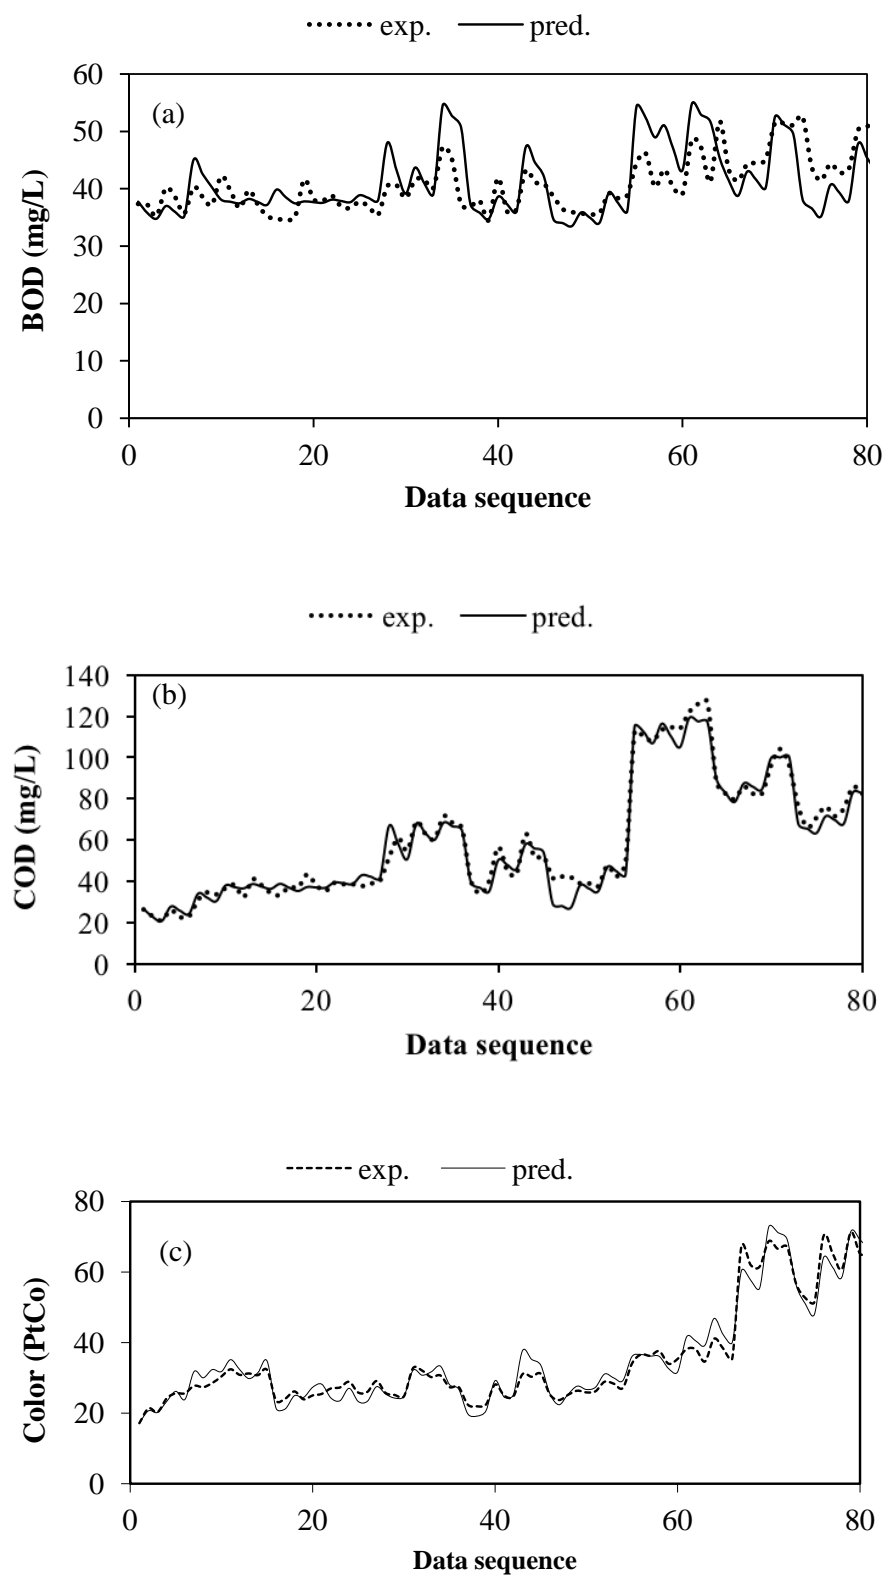 exp. pred.
60
(a)
50
40
30
20
10
0
BOD (mg/L)
0 20 40 60 80
Data sequence
exp. pred.
140
(b)
120
100
80
60
40
20
0
COD (mg/L)
0 20 40 60 80
Data sequence
exp. pred.
80
(c)
60
40
20
0
Color (PtCo)
0 20 40 60 80
Data sequence